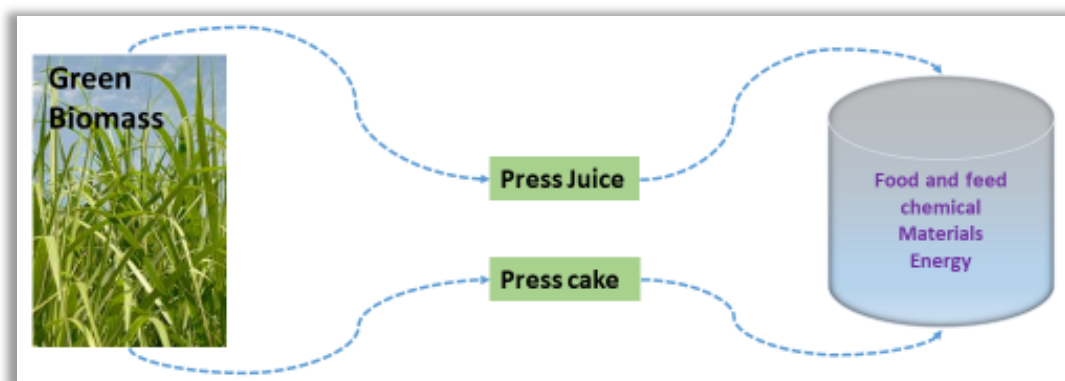 Green
Biomass
Press Juice
Press cake
Food and feed
chemical
Materials
Energy